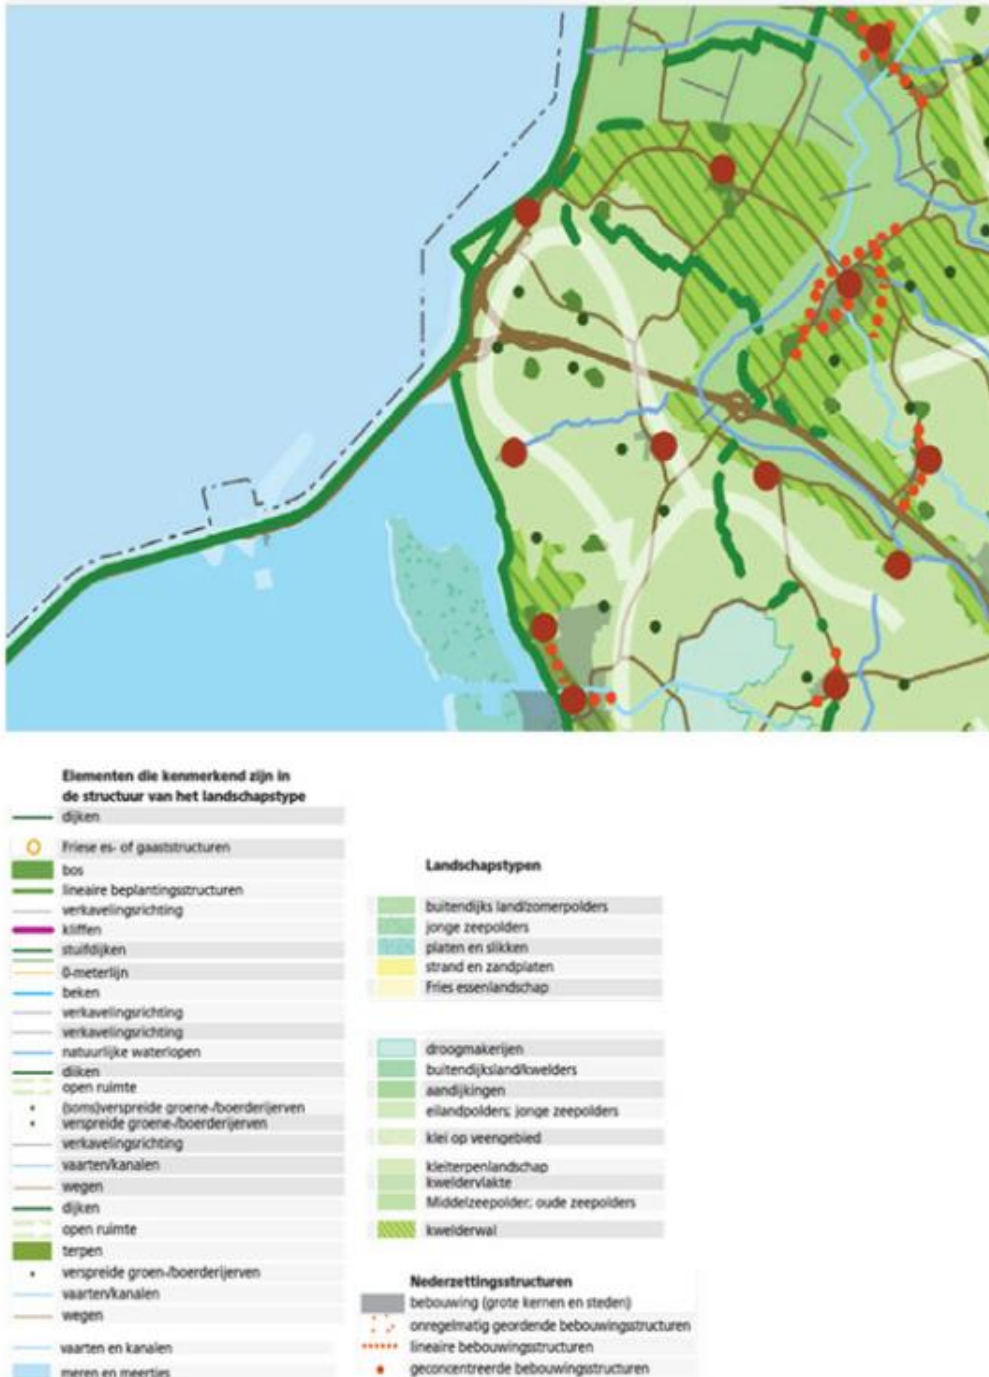 Elementen die kenmerkend zijn in
de structuur van het landschapstype
dijken
Friese es- of gaaststructuren
bos
lineaire beplantingsstructuren
verkavelingsrichting
kliffen
stuifdijken
0-meterlijn
beken
verkavelingsrichting
verkavelingsrichting
natuurlijke waterlopen
dijken
open ruimte
(soms)verspreide groene-/boerderijerven
verspreide groene-/boerderijerven
verkavelingsrichting
vaarten/kanalen
wegen
dijken
open ruimte
terpen
verspreide groen-/boerderijerven
vaarten/kanalen
wegen
vaarten en kanalen
meren en meertjes
Landschapstypen
buitendijks land/zomerpolders
jonge zeepolders
platen en slikken
strand en zandplaten
Fries essenlandschap
droogmakerijen
buitendijksland/kwelders
aandijkingen
eilandpolders; jonge zeepolders
klei op veengebied
kleiterpenlandschap
kweldervlakte
Middelzeepolder; oude zeepolders
kwelderwal
Nederzettingsstructuren
bebouwing (grote kernen en steden)
onregelmatig geordende bebouwingsstructuren
lineaire bebouwingsstructuren
geconcentreerde bebouwingsstructuren